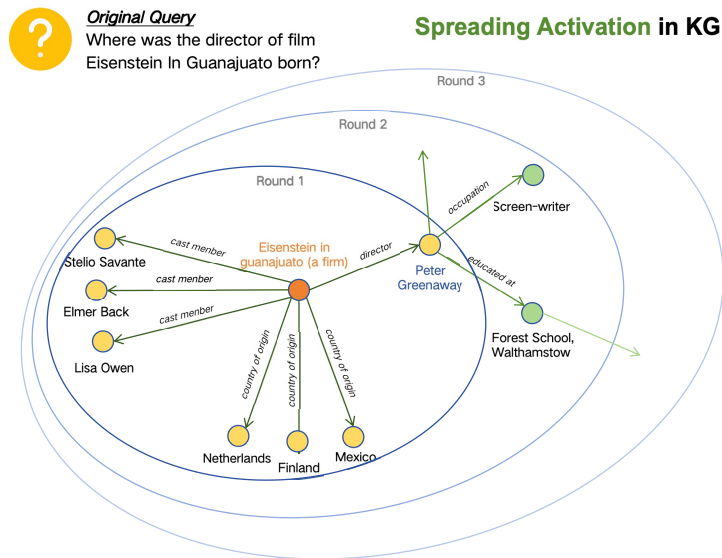 ?
Original Query
Where was the director of film
Eisenstein In Guanajuato born?
Spreading Activation in KG
Round 3
Round 2
Round 1
occupation
Screen-writer
cast menber
Stelio Savante
Eisenstein in
guanajuato (a firm)
director
Peter
Greenaway
educated at
cast menber
Elmer Back
cast menber
Lisa Owen
Forest School,
Walthamstow
country of origin
country of origin
country of origin
Netherlands
Finland
Mexico